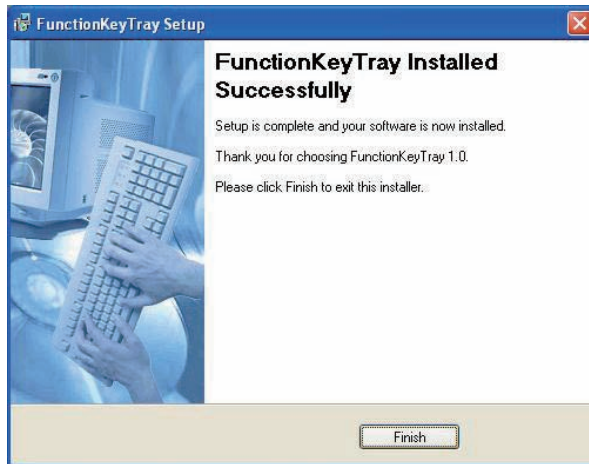 FunctionKeyTray Setup
FunctionKeyTray Installed
Successfully
Setup is complete and your software is now installed.
Thank you for choosing FunctionKeyTray 1.0.
Please click Finish to exit this installer.
Finish